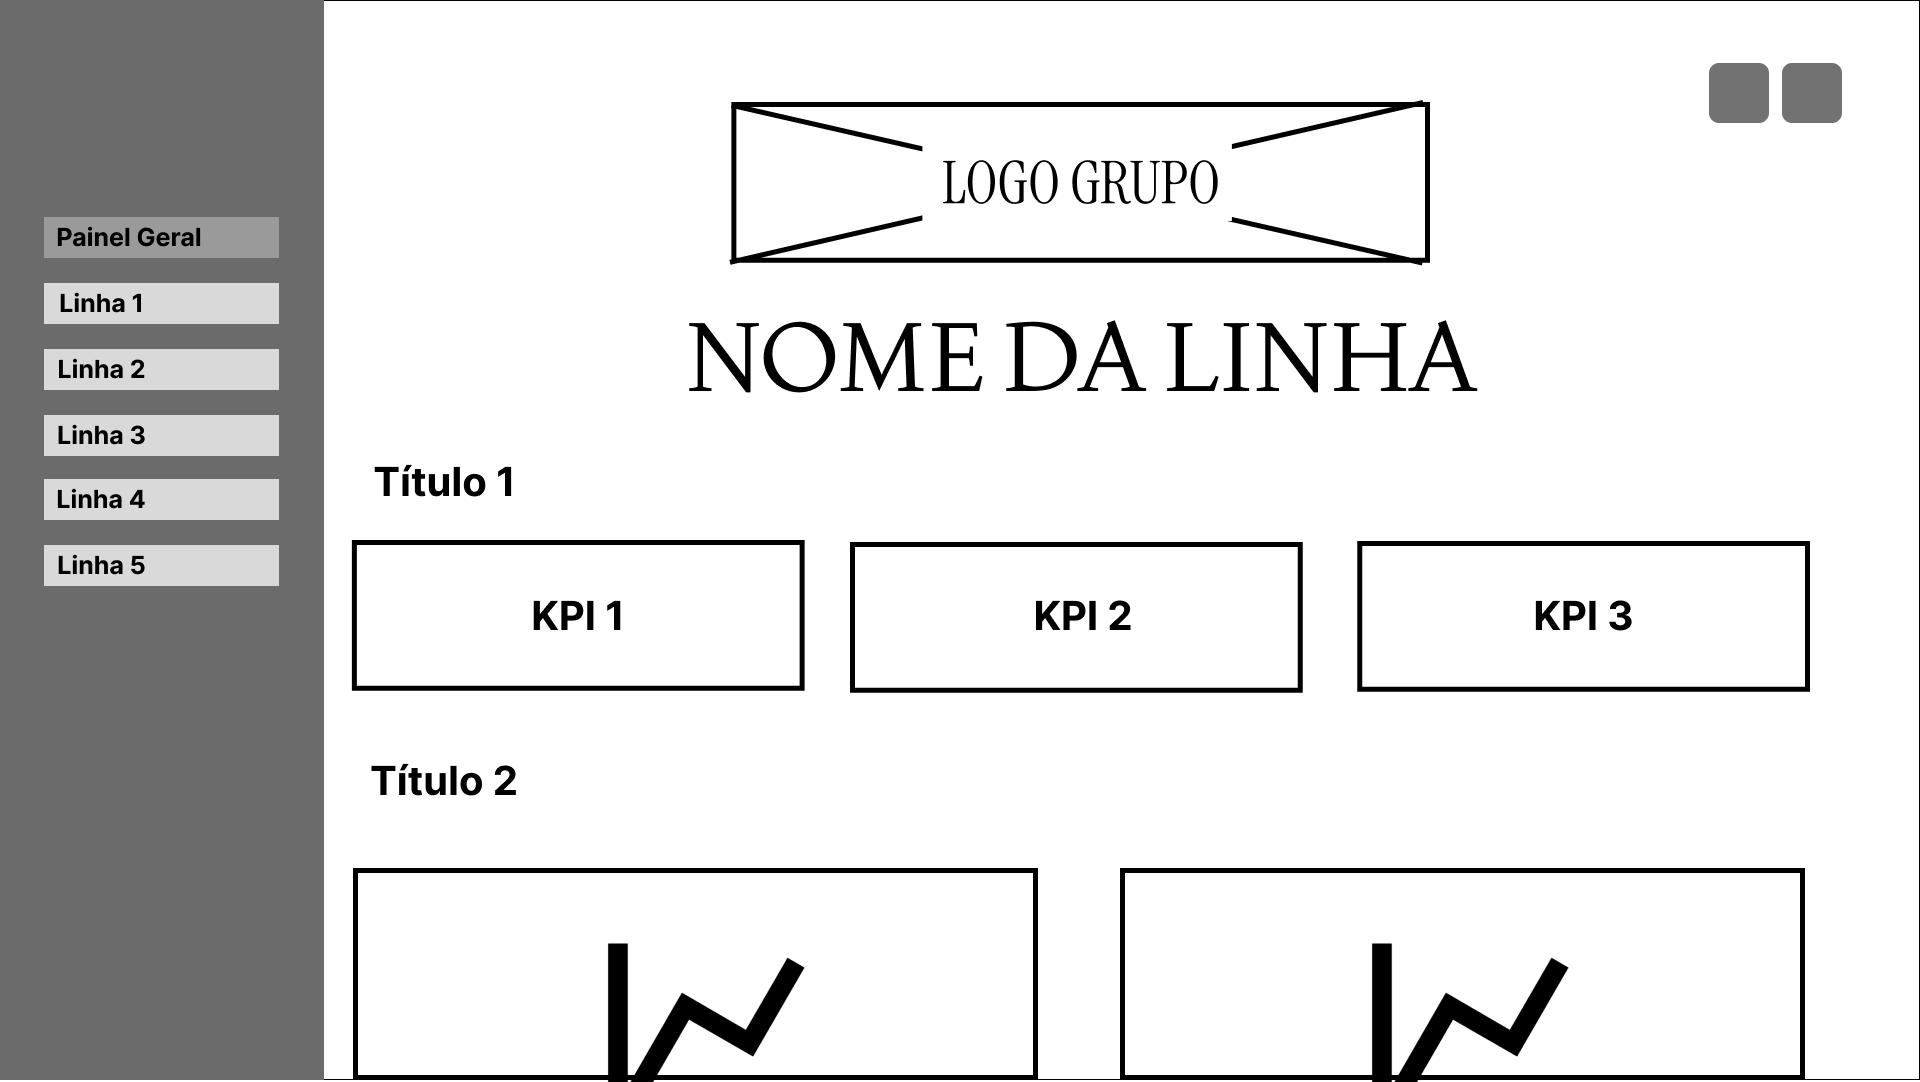 Painel Geral
Linha 1
Linha 2
Linha 3
Linha 4
Linha 5
LOGO GRUPO
NOME DA LINHA
Título 1
KPI 1
KPI 2
KPI 3
Título 2